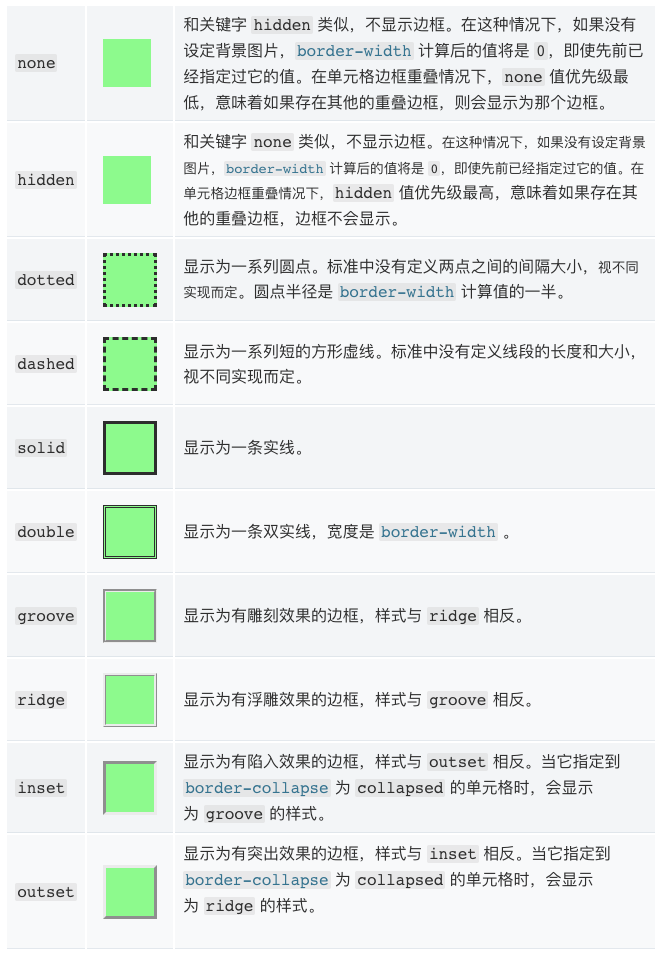 none
和关键字 hidden 类似，不显示边框。在这种情况下，如果没有
设定背景图片，border-width 计算后的值将是 0，即使先前已
经指定过它的值。在单元格边框重叠情况下，none 值优先级最
低，意味着如果存在其他的重叠边框，则会显示为那个边框。
hidden
和关键字 none 类似，不显示边框。在这种情况下，如果没有设定背景
图片，border-width 计算后的值将是 0，即使先前已经指定过它的值。在
单元格边框重叠情况下，hidden 值优先级最高，意味着如果存在其
他的重叠边框，边框不会显示。
dotted
显示为一系列圆点。标准中没有定义两点之间的间隔大小，视不同
实现而定。圆点半径是 border-width 计算值的一半。
dashed
显示为一系列短的方形虚线。标准中没有定义线段的长度和大小，
视不同实现而定。
solid
显示为一条实线。
double
显示为一条双实线，宽度是 border-width 。
groove
显示为有雕刻效果的边框，样式与 ridge 相反。
ridge
显示为有浮雕效果的边框，样式与 groove 相反。
inset
显示为有陷入效果的边框，样式与 outset 相反。当它指定到
border-collapse 为 collapsed 的单元格时，会显示
为 groove 的样式。
outset
显示为有突出效果的边框，样式与 inset 相反。当它指定到
border-collapse 为 collapsed 的单元格时，会显示
为 ridge 的样式。